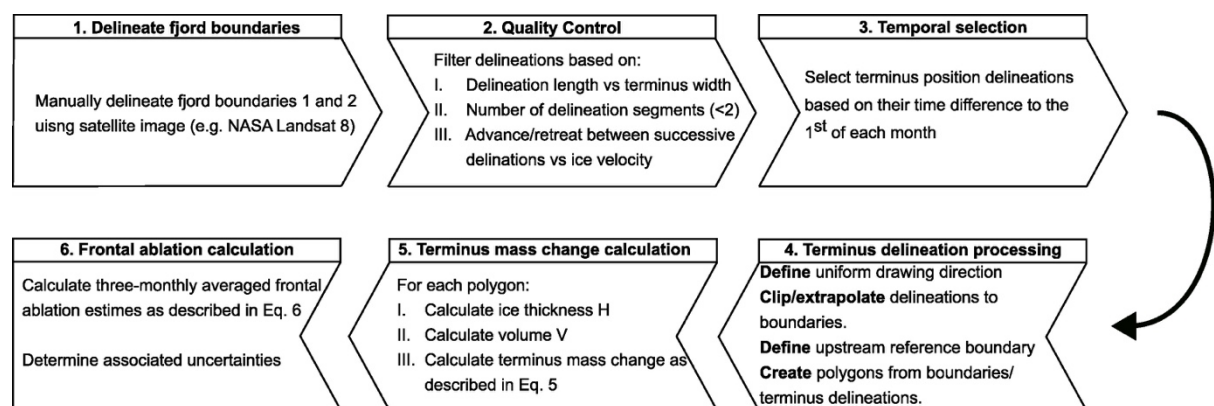 1. Delineate fjord boundaries
Manually delineate fjord boundaries 1 and 2
uisng satellite image (e.g. NASA Landsat 8)
2. Quality Control
Filter delineations based on:
I. Delineation length vs terminus width
II. Number of delineation segments (<2)
III. Advance/retreat between successive
delinations vs ice velocity
3. Temporal selection
Select terminus position delineations
based on their time difference to the
1st of each month
4. Terminus delineation processing
Define uniform drawing direction
Clip/extrapolate delineations to
boundaries.
Define upstream reference boundary
Create polygons from boundaries/
terminus delineations.
5. Terminus mass change calculation
For each polygon:
I. Calculate ice thickness H
II. Calculate volume V
III. Calculate terminus mass change as
described in Eq. 5
6. Frontal ablation calculation
Calculate three-monthly averaged frontal
ablation estimes as described in Eq. 6
Determine associated uncertainties